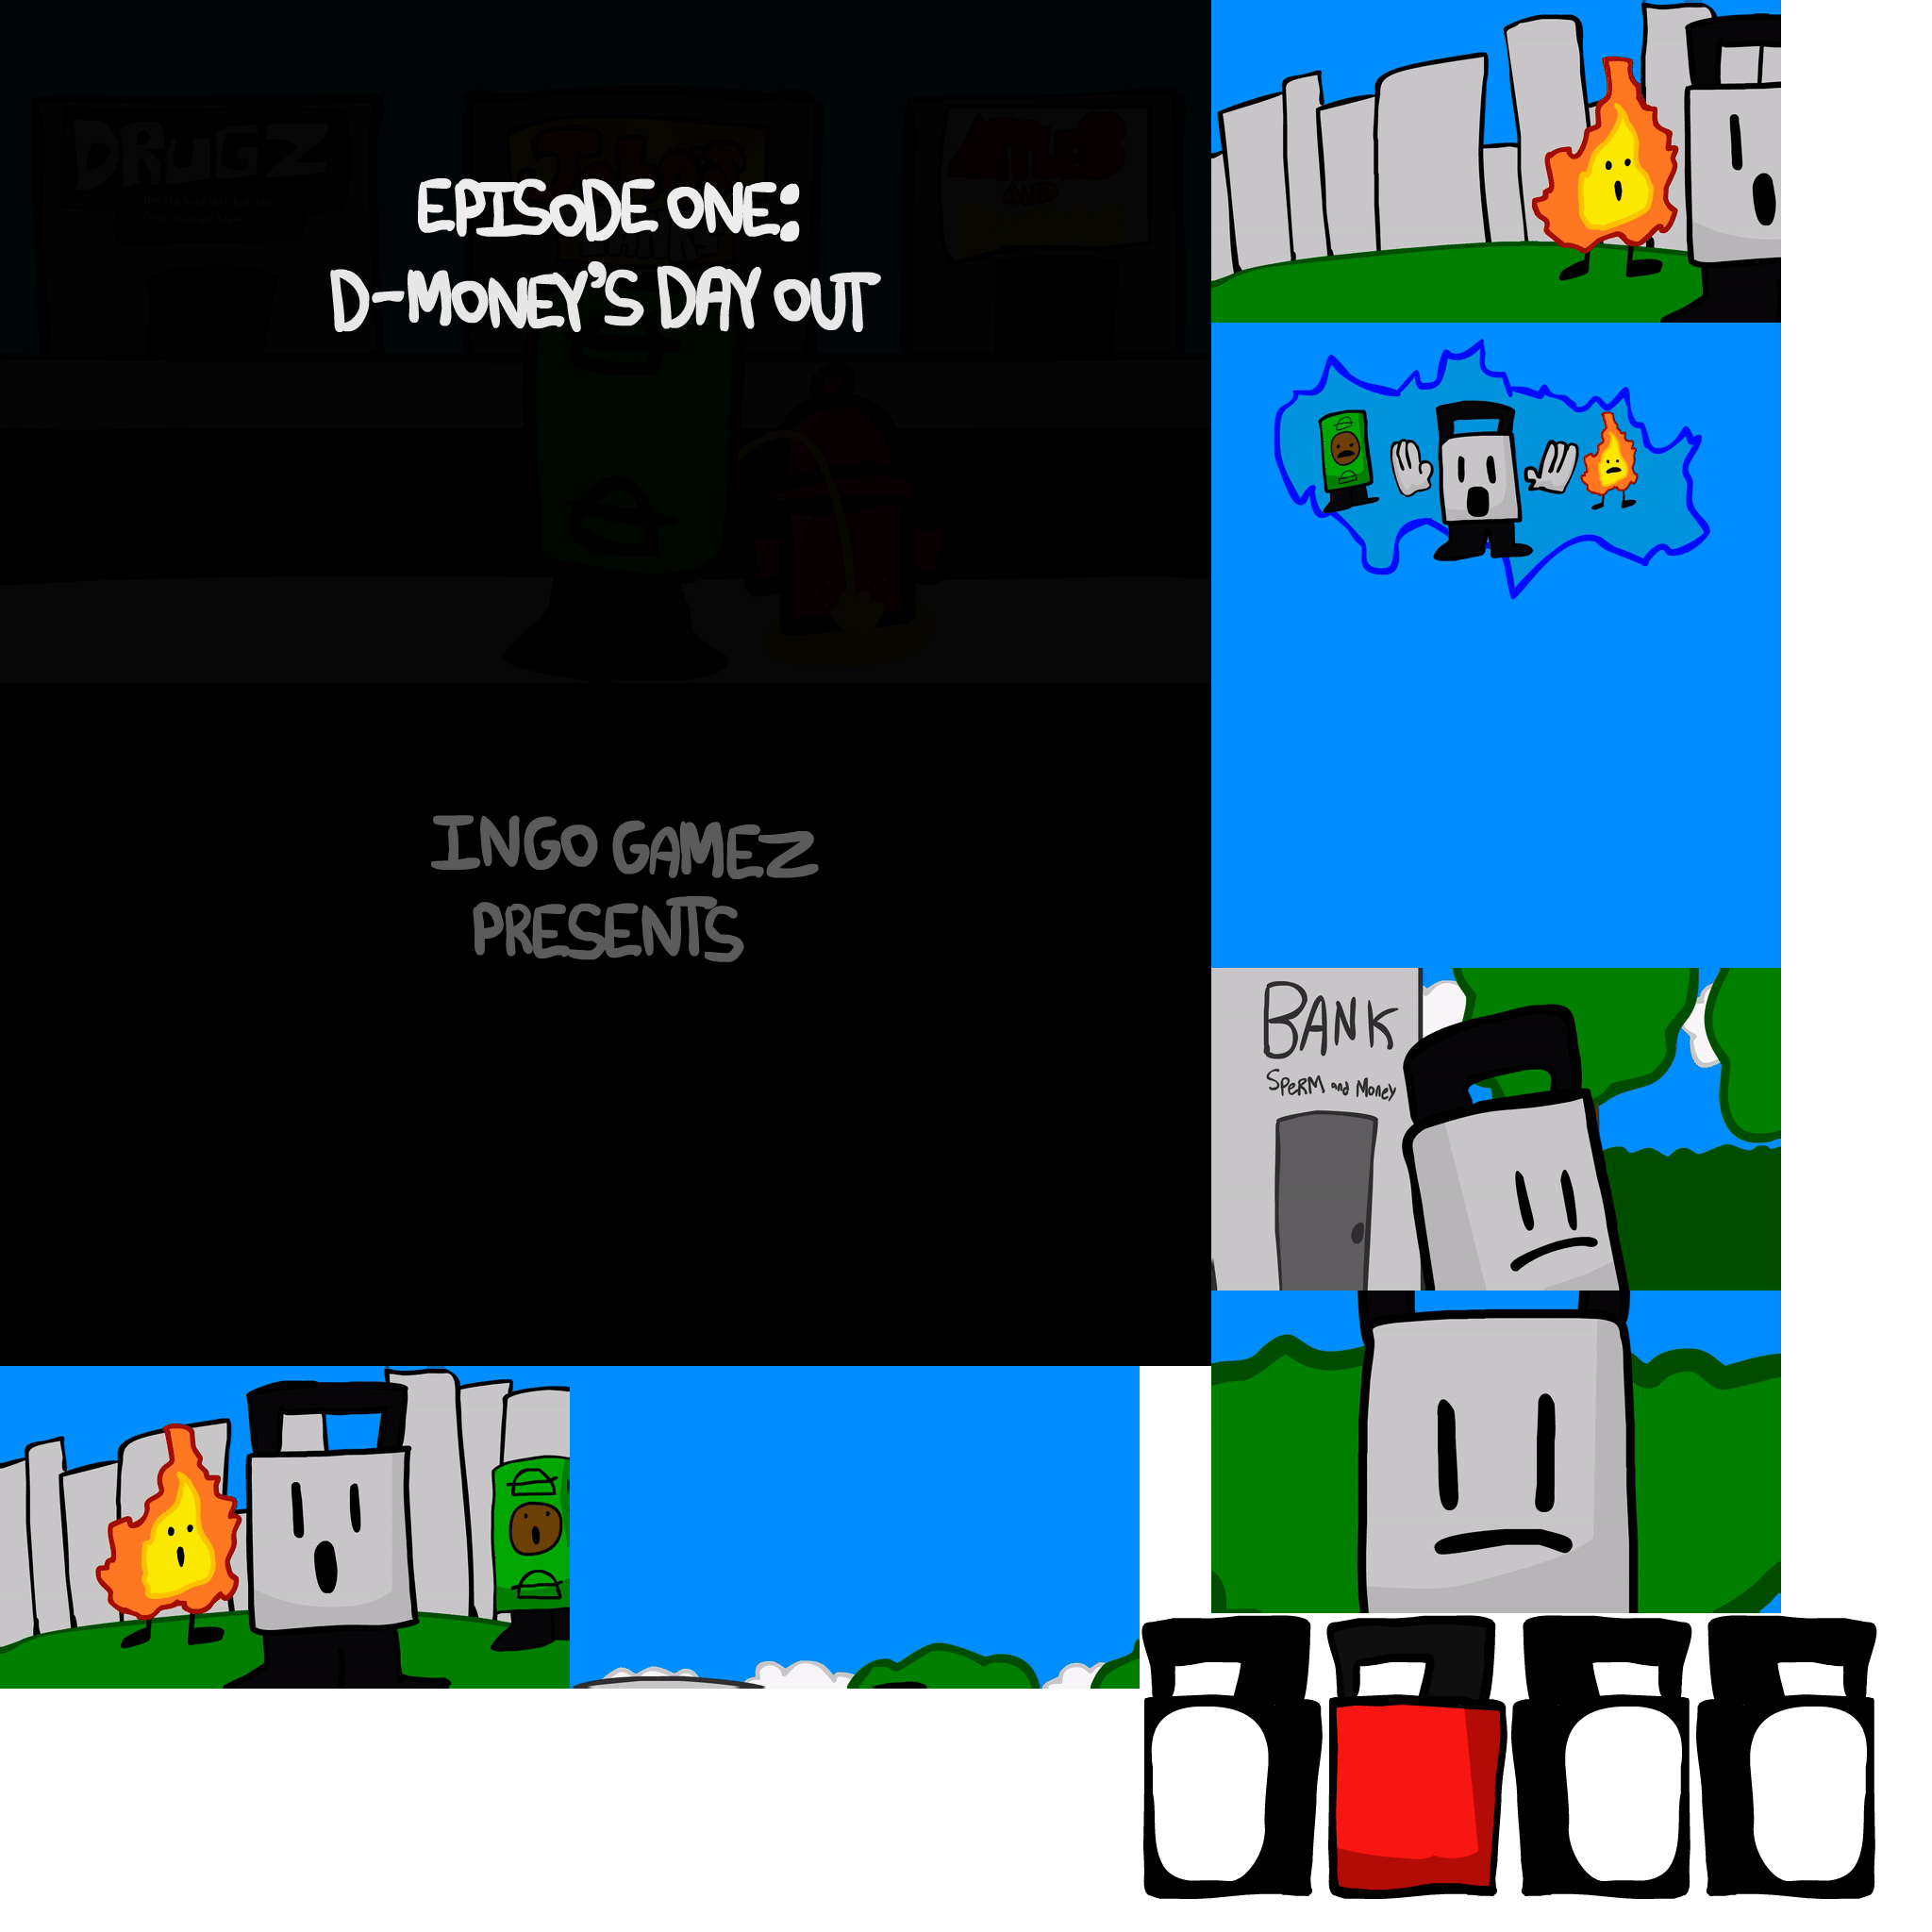 DRUGZ
EPISODE ONE:
D-MONEY'S DAY OUT
INGO GAMEZ
PRESENTS
BANK
SPERM and Money